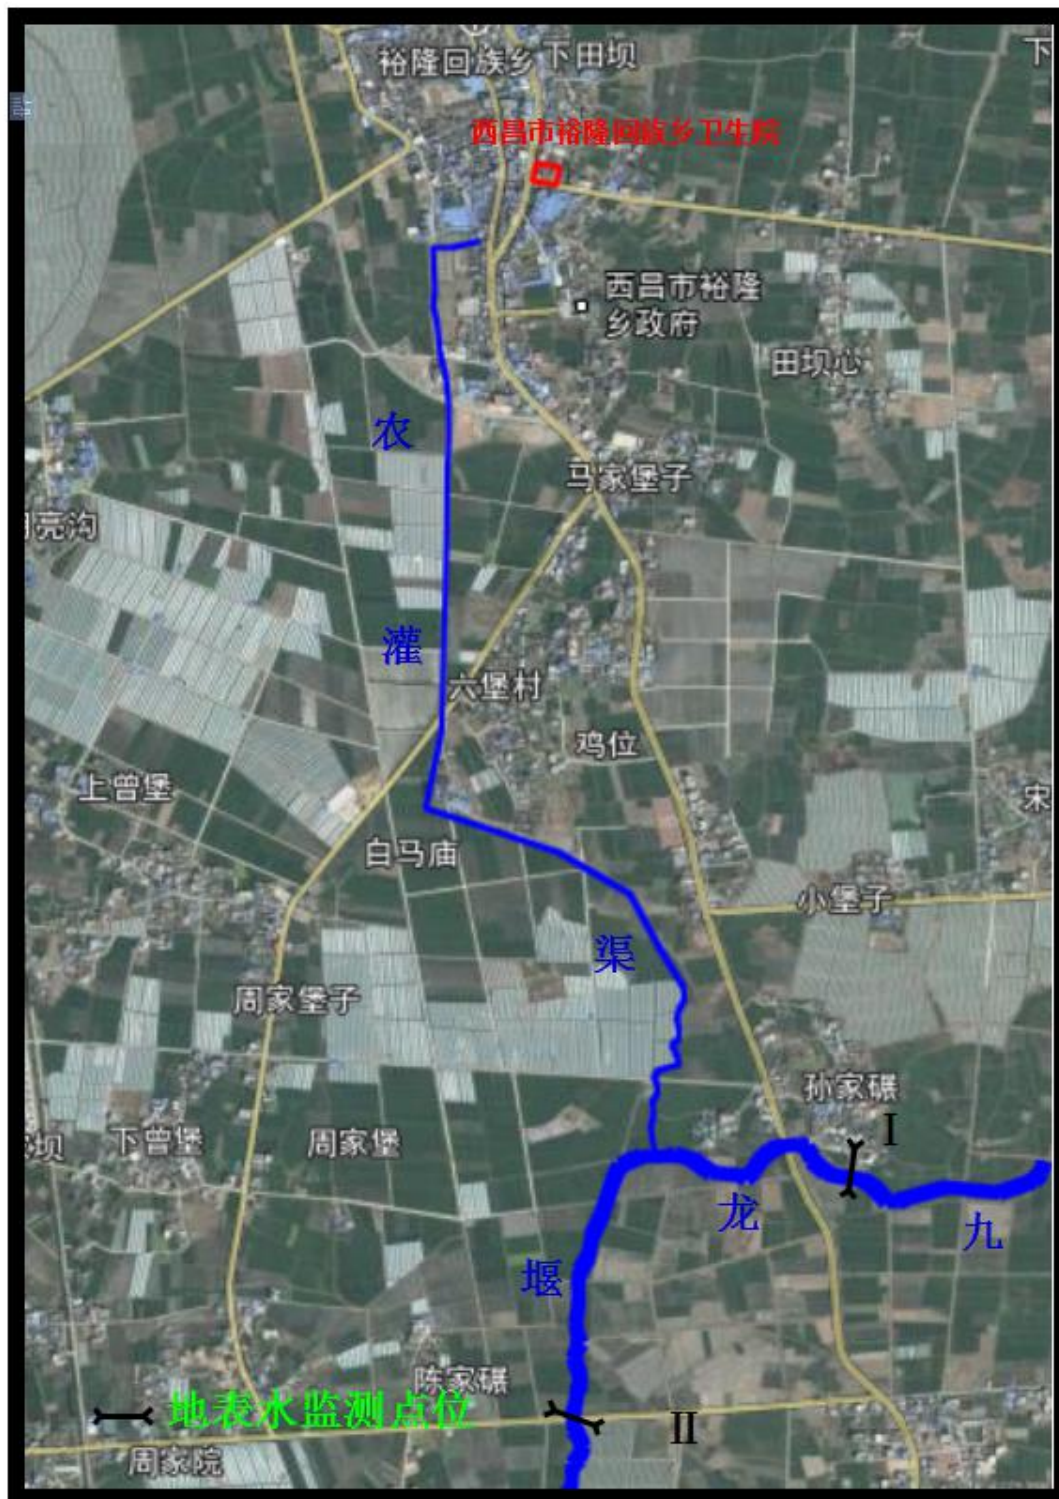 裕隆回族乡
下田坝
下
西昌市裕隆回族乡卫生院
西昌市裕隆
乡政府
田坝心
农
马家堡子
亮沟
灌
六堡村
鸡位
上曾堡
宋
白马庙
小堡子
渠
周家堡子
孙家碾
I
下曾堡
周家堡
坝
龙
九
堰
陈家碾
地表水监测点位
II
周家院